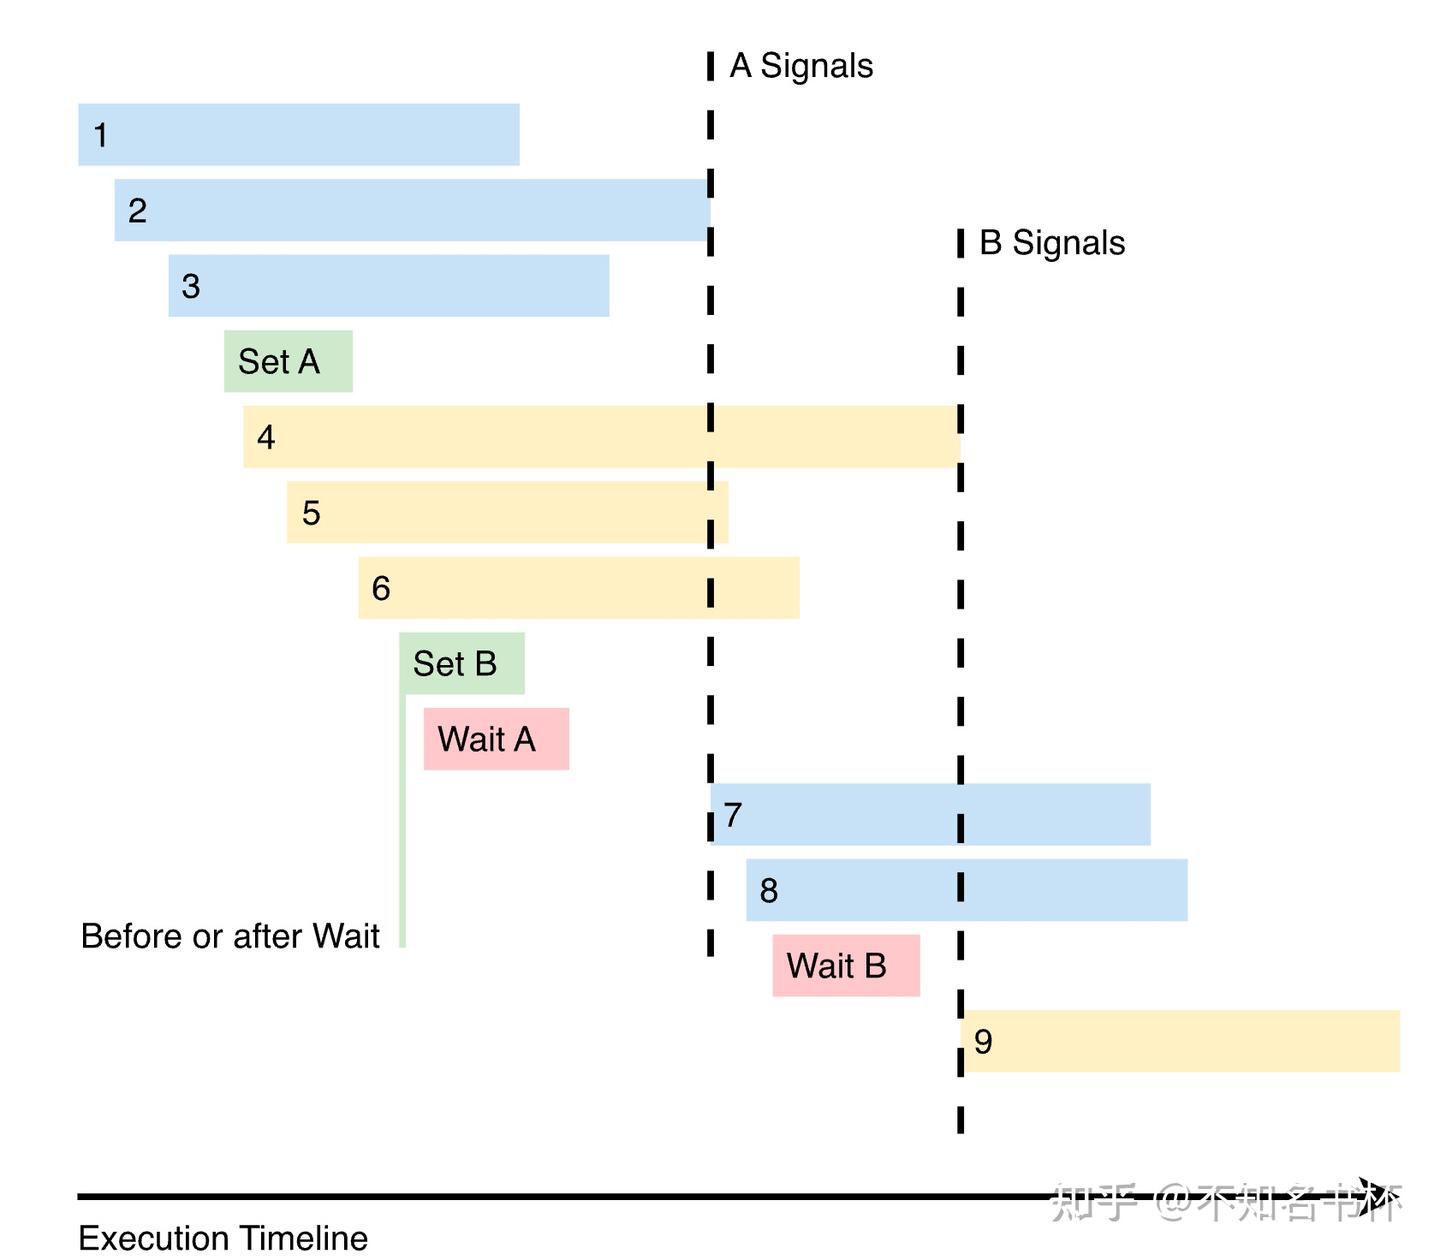 A Signals
1
2
B Signals
3
Set A
4
5
6
Set B
Wait A
7
8
Before or after Wait
Wait B
9
知乎 @不知名书杯
Execution Timeline